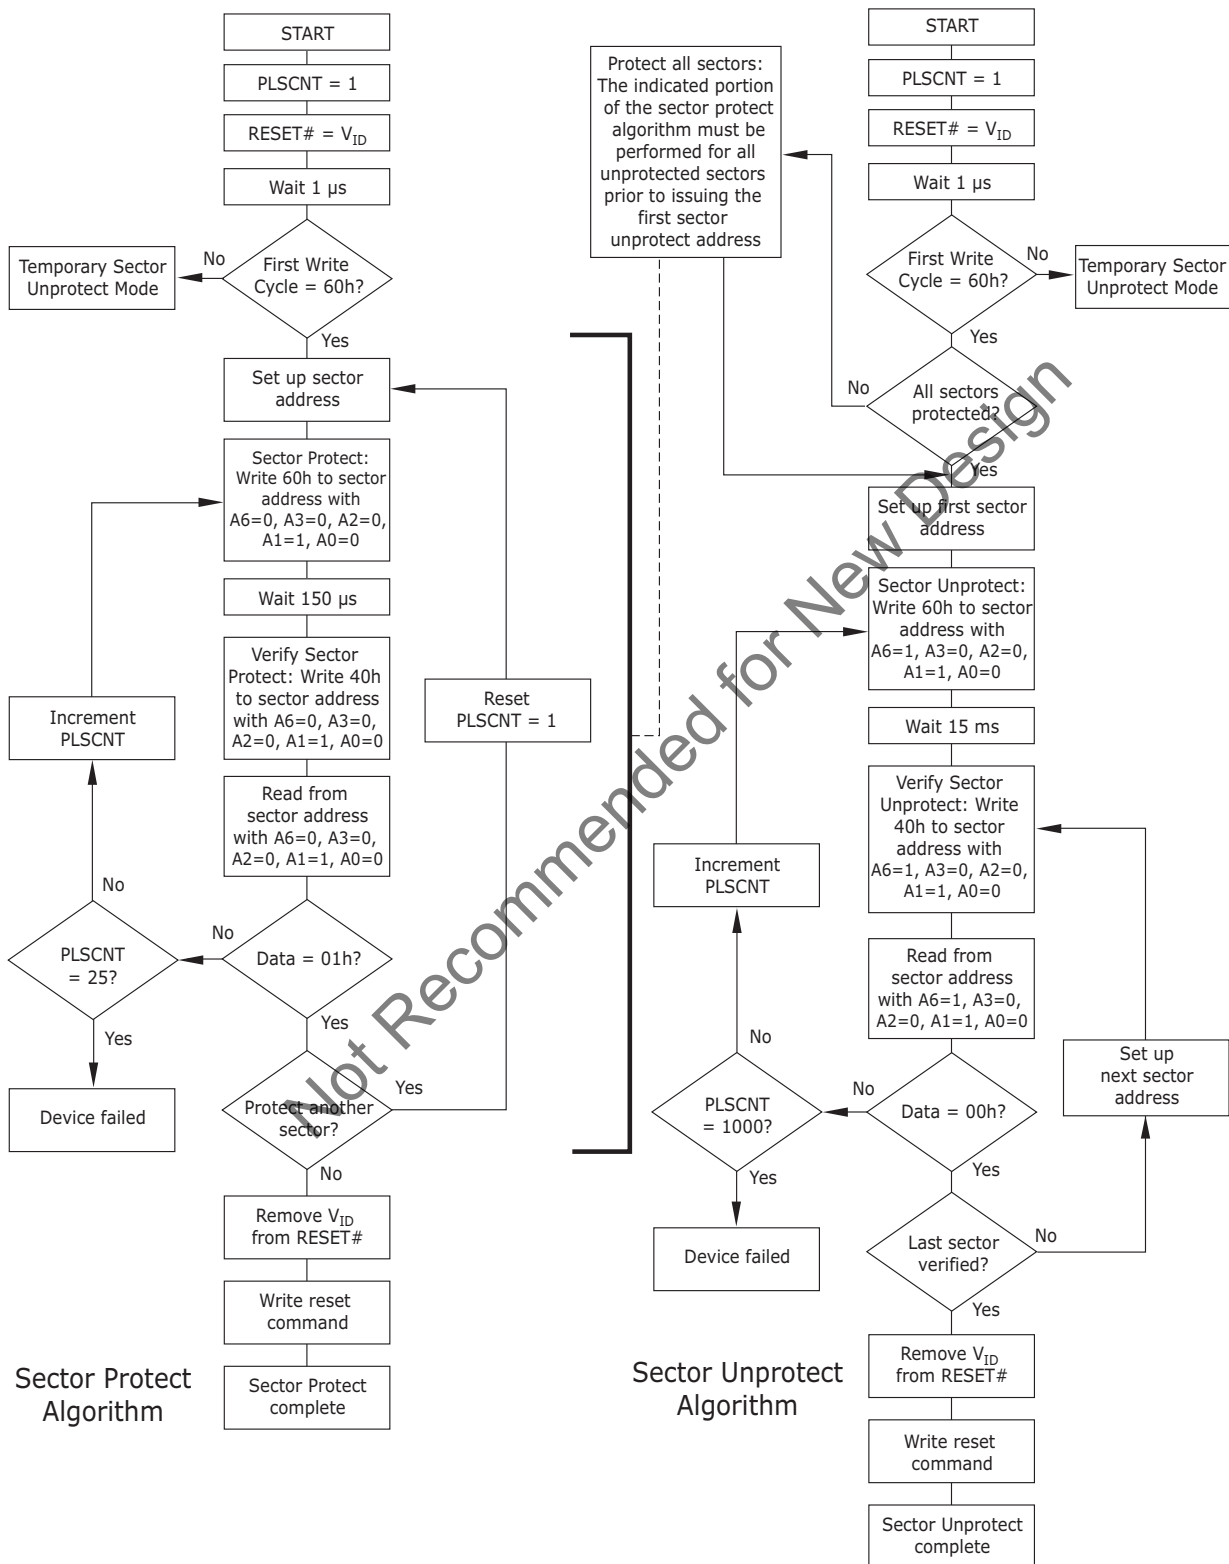 START
PLSCNT = 1
RESET# = VID
Wait 1 µs
First Write
Cycle = 60h?
No
Temporary Sector
Unprotect Mode
Yes
Set up sector
address
Sector Protect:
Write 60h to sector
address with
A6=0, A3=0, A2=0,
A1=1, A0=0
Wait 150 µs
Verify Sector
Protect: Write 40h
to sector address
with A6=0, A3=0,
A2=0, A1=1, A0=0
Reset
PLSCNT = 1
Increment
PLSCNT
Read from
sector address
with A6=0, A3=0,
A2=0, A1=1, A0=0
No
PLSCNT
= 25?
No
Data = 01h?
Yes
Yes
Device failed
Protect another
sector?
Yes
No
Remove VID
from RESET#
Write reset
command
Sector Protect
complete
Sector Protect
Algorithm
Protect all sectors:
The indicated portion
of the sector protect
algorithm must be
performed for all
unprotected sectors
prior to issuing the
first sector
unprotect address
START
PLSCNT = 1
RESET# = VID
Wait 1 µs
First Write
Cycle = 60h?
No
Temporary Sector
Unprotect Mode
Yes
No
All sectors
protected?
Yes
Set up first sector
address
Sector Unprotect:
Write 60h to sector
address with
A6=1, A3=0, A2=0,
A1=1, A0=0
Wait 15 ms
Verify Sector
Unprotect: Write
40h to sector
address with
A6=1, A3=0, A2=0,
A1=1, A0=0
Increment
PLSCNT
Read from
sector address
with A6=1, A3=0,
A2=0, A1=1, A0=0
No
PLSCNT
= 1000?
No
Data = 00h?
Set up
next sector
address
Yes
Yes
Device failed
Last sector
verified?
No
Yes
Remove VID
from RESET#
Write reset
command
Sector Unprotect
complete
Sector Unprotect
Algorithm
Not Recommended for New Design